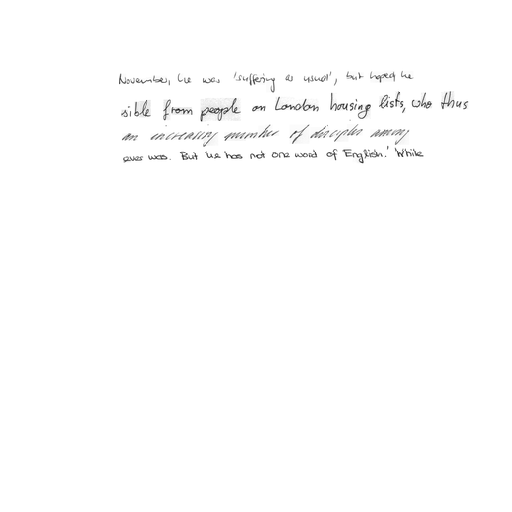 November, he was 'suffering as usual', but hoped he
sible from people on London housing lists, who thus
an increasing number of disciples among
ever was. But he has not one word of English.' While